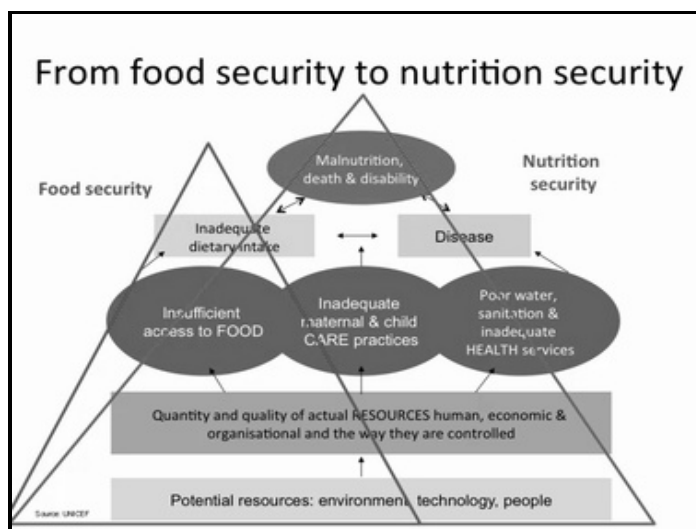 From food security to nutrition security
Malnutrition,
death & disability
Food security
Nutrition
security
Inadequate
dietary intake
Disease
Insufficient
access to FOOD
Inadequate
maternal & child
CARE practices
Poor water,
sanitation &
inadequate
HEALTH services
Quantity and quality of actual RESOURCES human, economic &
organisational and the way they are controlled
Potential resources: environment, technology, people
Source: UNICEF